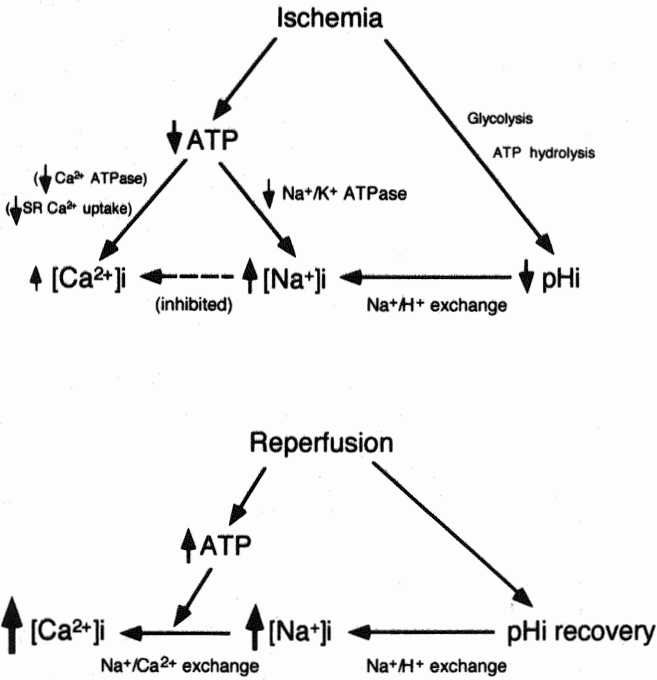 Ischemia
Glycolysis
ATP hydrolysis
↓ ATP
(↓ Ca²⁺ ATPase)
(↓SR Ca²⁺ uptake)
↓ Na⁺/K⁺ ATPase
↑ [Ca²⁺]i
(inhibited)
↑ [Na⁺]i
Na⁺/H⁺ exchange
↓ pHi
Reperfusion
↑ ATP
↑ [Ca²⁺]i
Na⁺/Ca²⁺ exchange
↑ [Na⁺]i
Na⁺/H⁺ exchange
pHi recovery